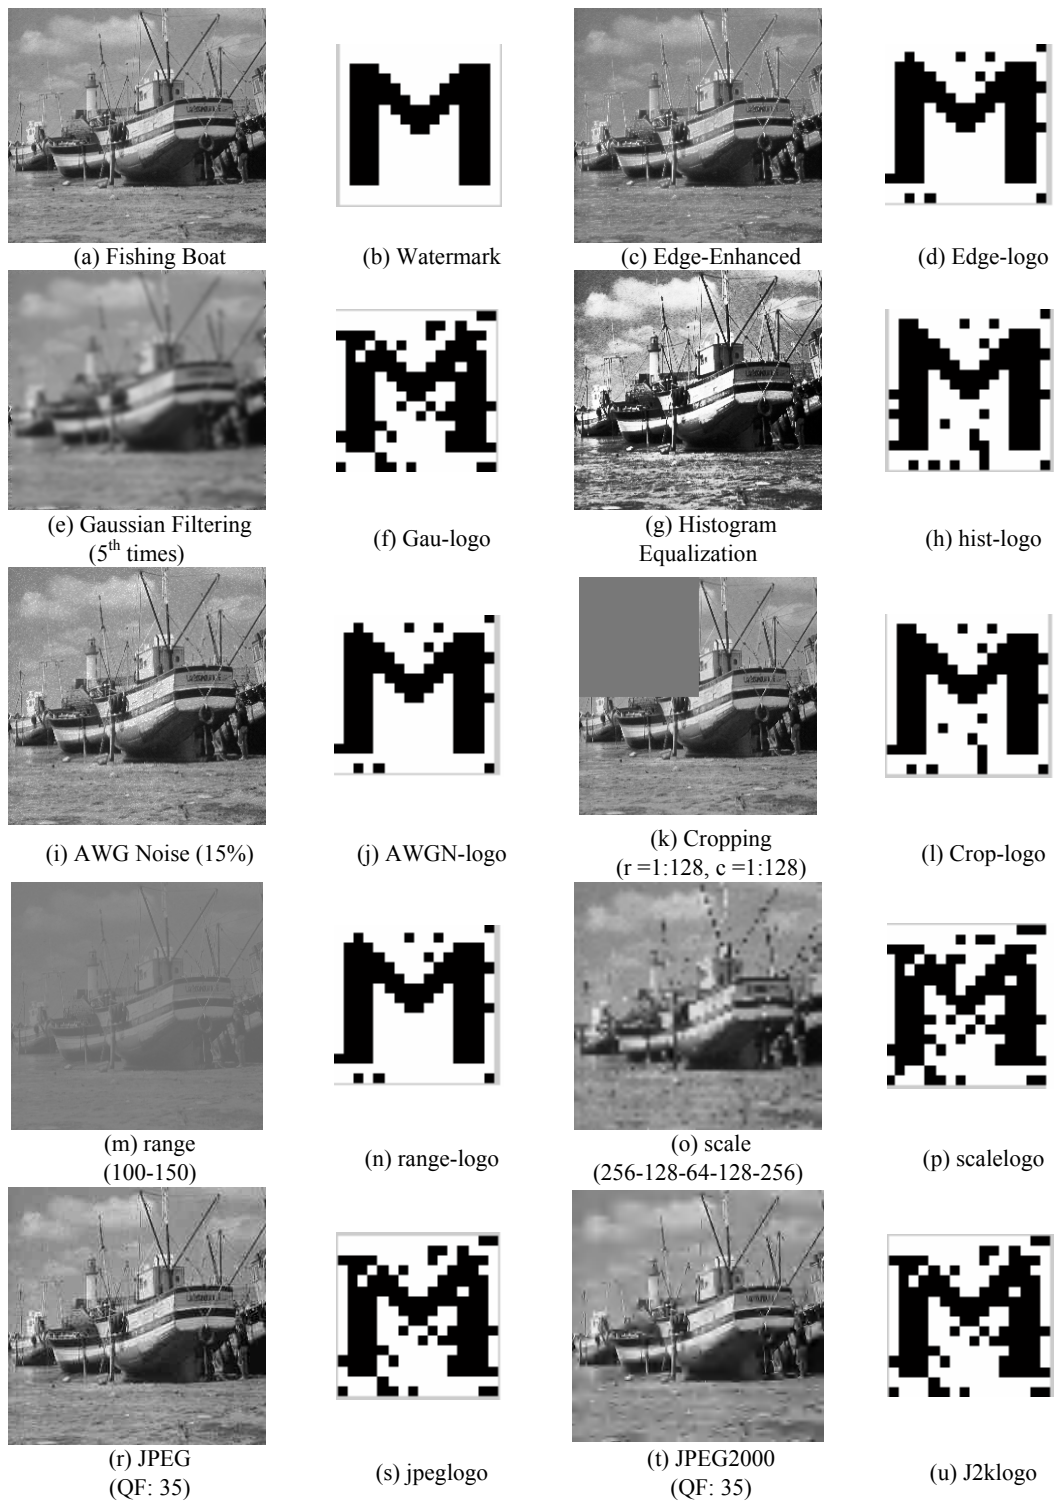 (a) Fishing Boat
(b) Watermark
(c) Edge-Enhanced
(d) Edge-logo
(e) Gaussian Filtering
(5th times)
(f) Gau-logo
(g) Histogram
Equalization
(h) hist-logo
(i) AWG Noise (15%)
(j) AWGN-logo
(k) Cropping
(r =1:128, c =1:128)
(l) Crop-logo
(m) range
(100-150)
(n) range-logo
(o) scale
(256-128-64-128-256)
(p) scalelogo
(r) JPEG
(QF: 35)
(s) jpeglogo
(t) JPEG2000
(QF: 35)
(u) J2klogo